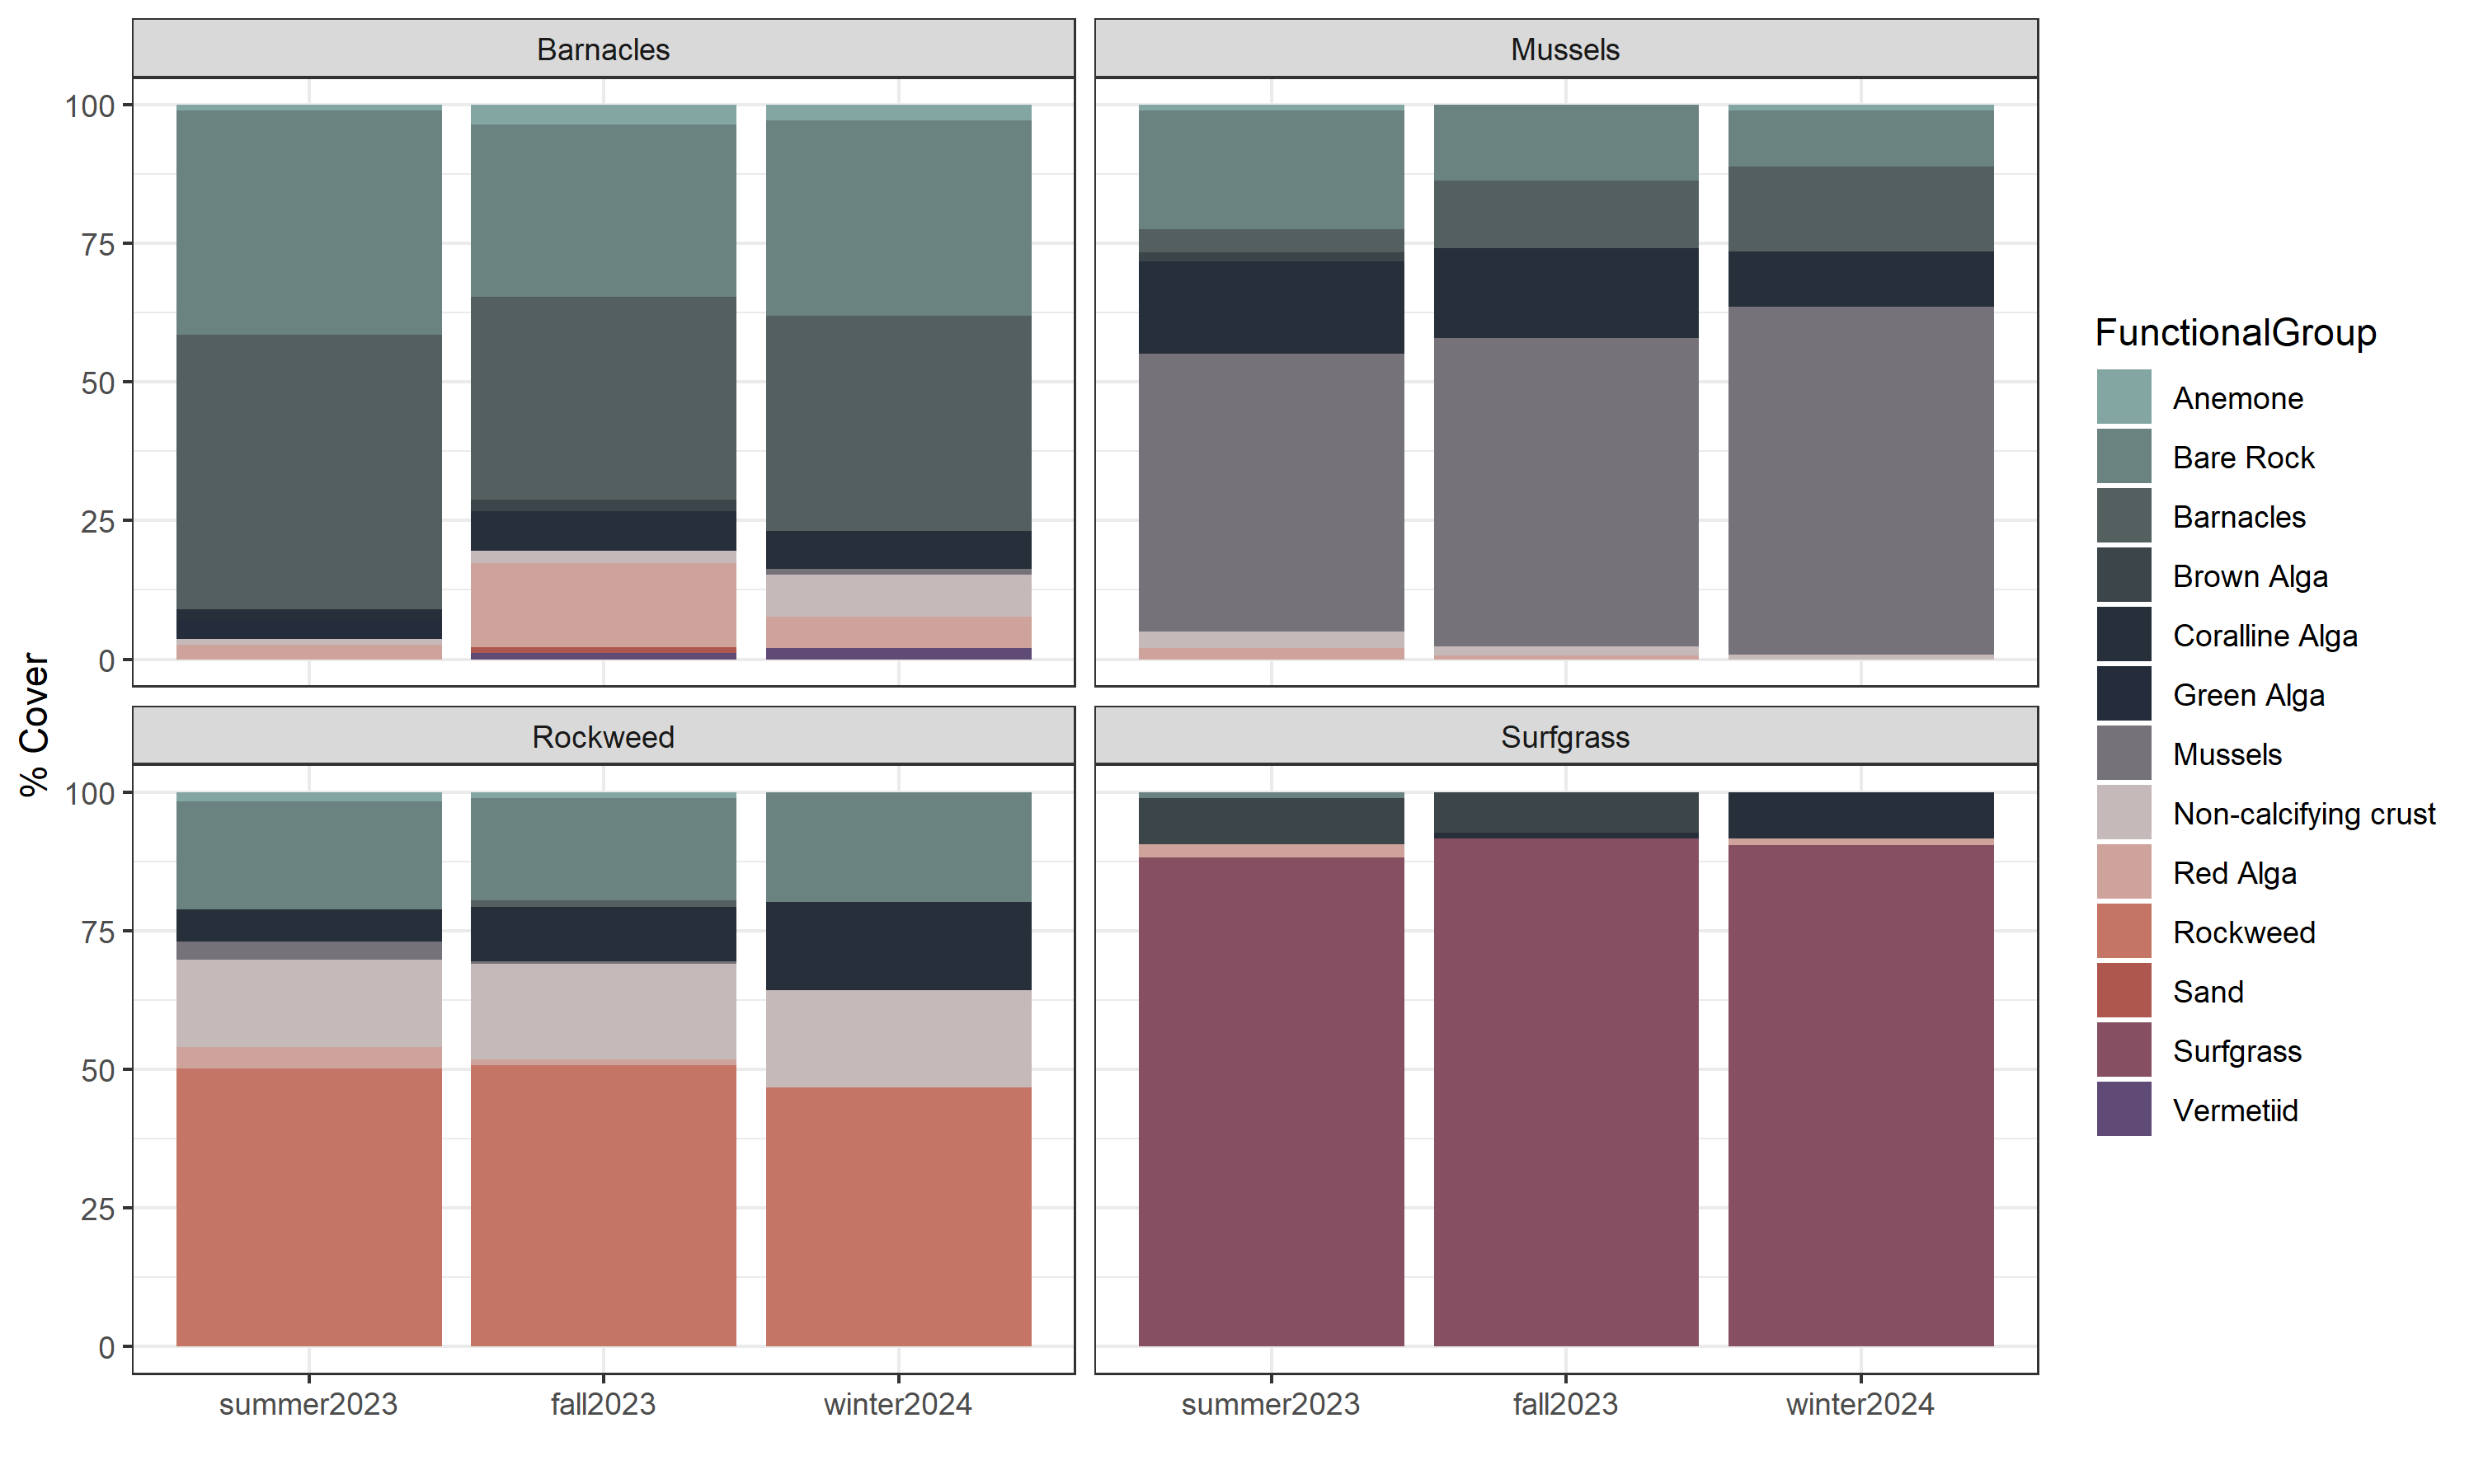 Barnacles
Mussels
100
75
50
25
0
% Cover
Rockweed
Surfgrass
100
75
50
25
0
summer2023
fall2023
winter2024
summer2023
fall2023
winter2024
FunctionalGroup
Anemone
Bare Rock
Barnacles
Brown Alga
Coralline Alga
Green Alga
Mussels
Non-calcifying crust
Red Alga
Rockweed
Sand
Surfgrass
Vermetiid